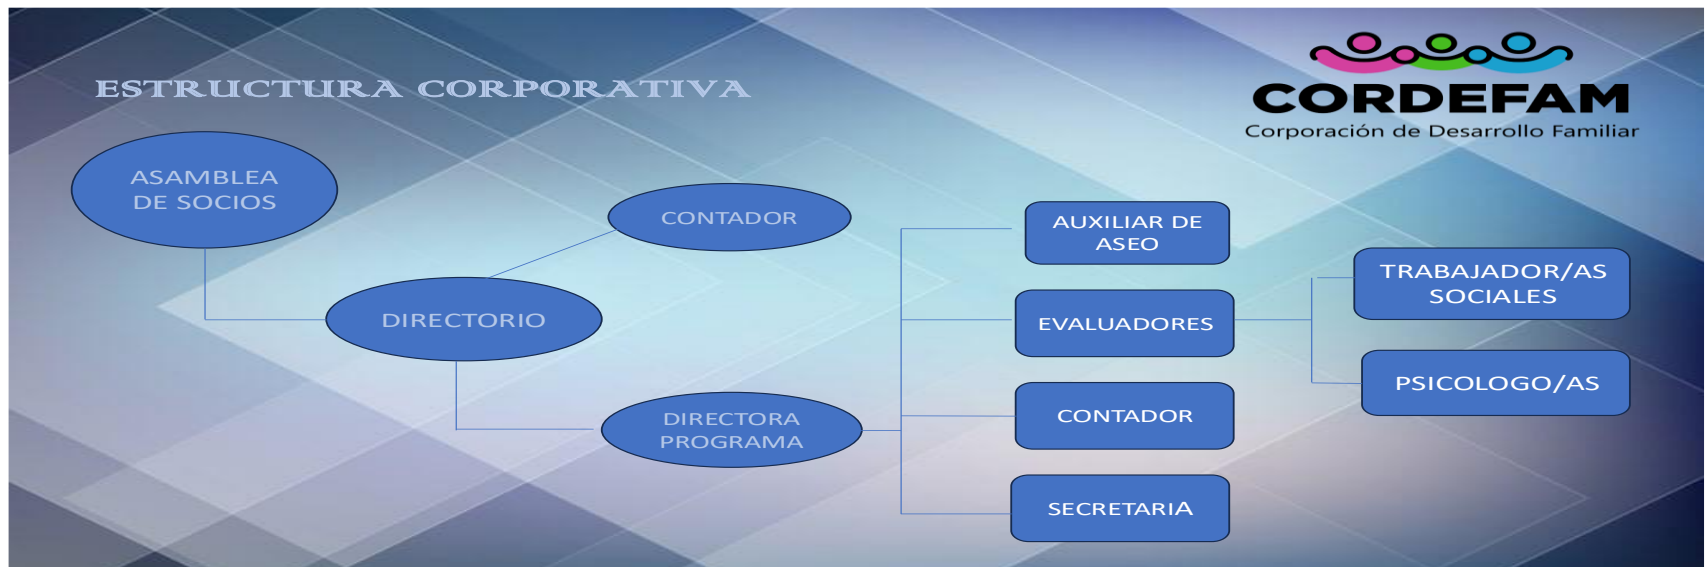 ESTRUCTURA CORPORATIVA
CORDEFAM
Corporación de Desarrollo Familiar
ASAMBLEA
DE SOCIOS
CONTADOR
DIRECTORIO
DIRECTORA
PROGRAMA
AUXILIAR DE
ASEO
EVALUADORES
CONTADOR
SECRETARIA
TRABAJADOR/AS
SOCIALES
PSICOLOGO/AS